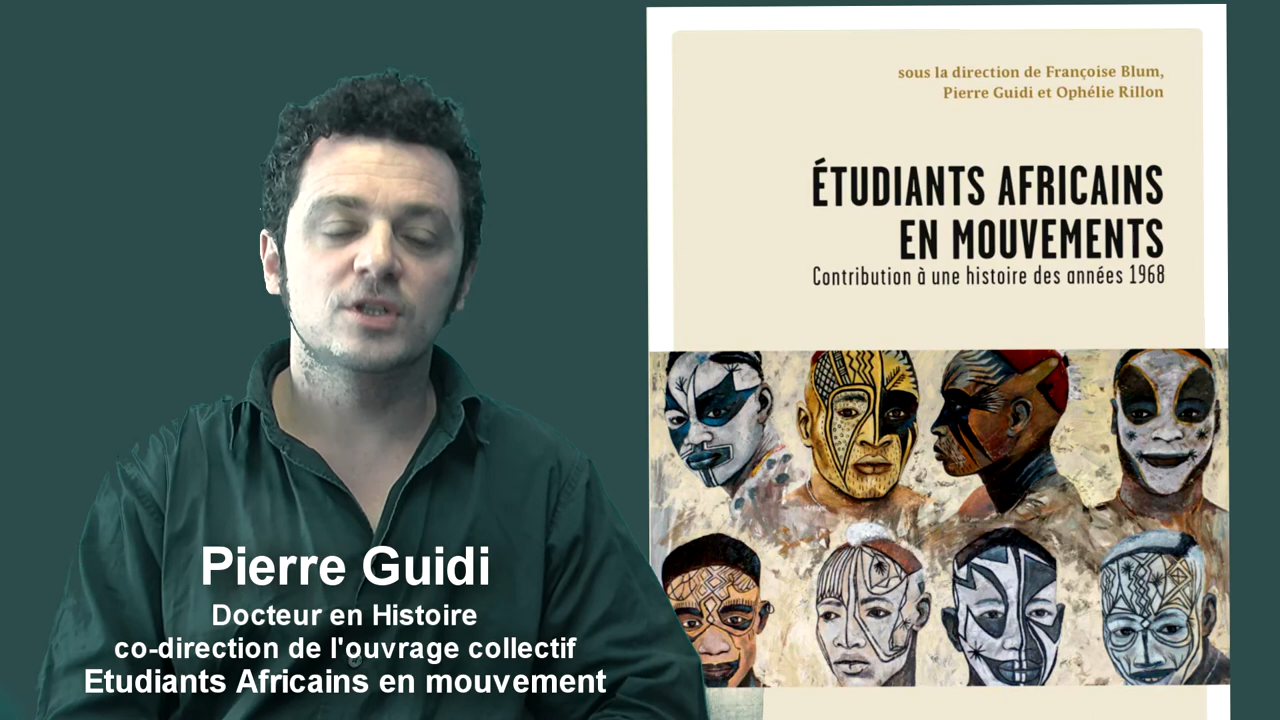 sous la direction de Françoise Blum,
Pierre Guidi et Ophélie Rillon
ÉTUDIANTS AFRICAINS
EN MOUVEMENTS
Contribution à une histoire des années 1968
Pierre Guidi
Docteur en Histoire
co-direction de l'ouvrage collectif
Etudiants Africains en mouvement